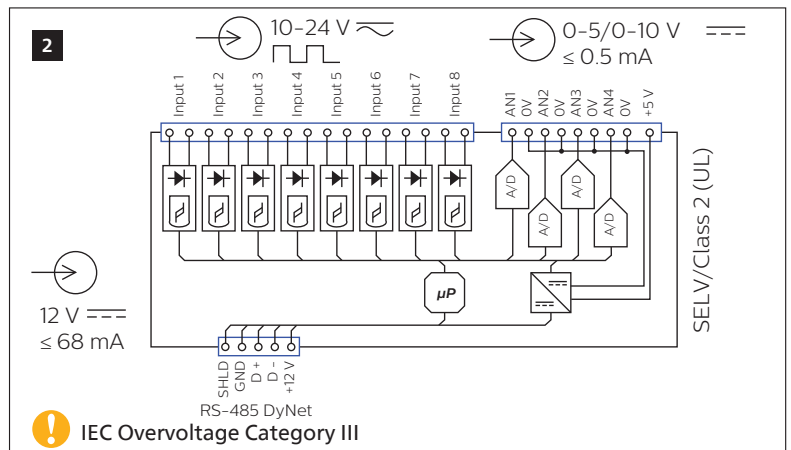 2
10-24 V
0-5/0-10 V
≤ 0.5 mA
Input 1
Input 2
Input 3
Input 4
Input 5
Input 6
Input 7
Input 8
AN1
0V
AN2
0V
AN3
0V
AN4
0V
+5 V
A/D
A/D
A/D
A/D
SELV/Class 2 (UL)
12 V
≤ 68 mA
µP
SHLD
GND
D +
D -
+12 V
RS-485 DyNet
! IEC Overvoltage Category III